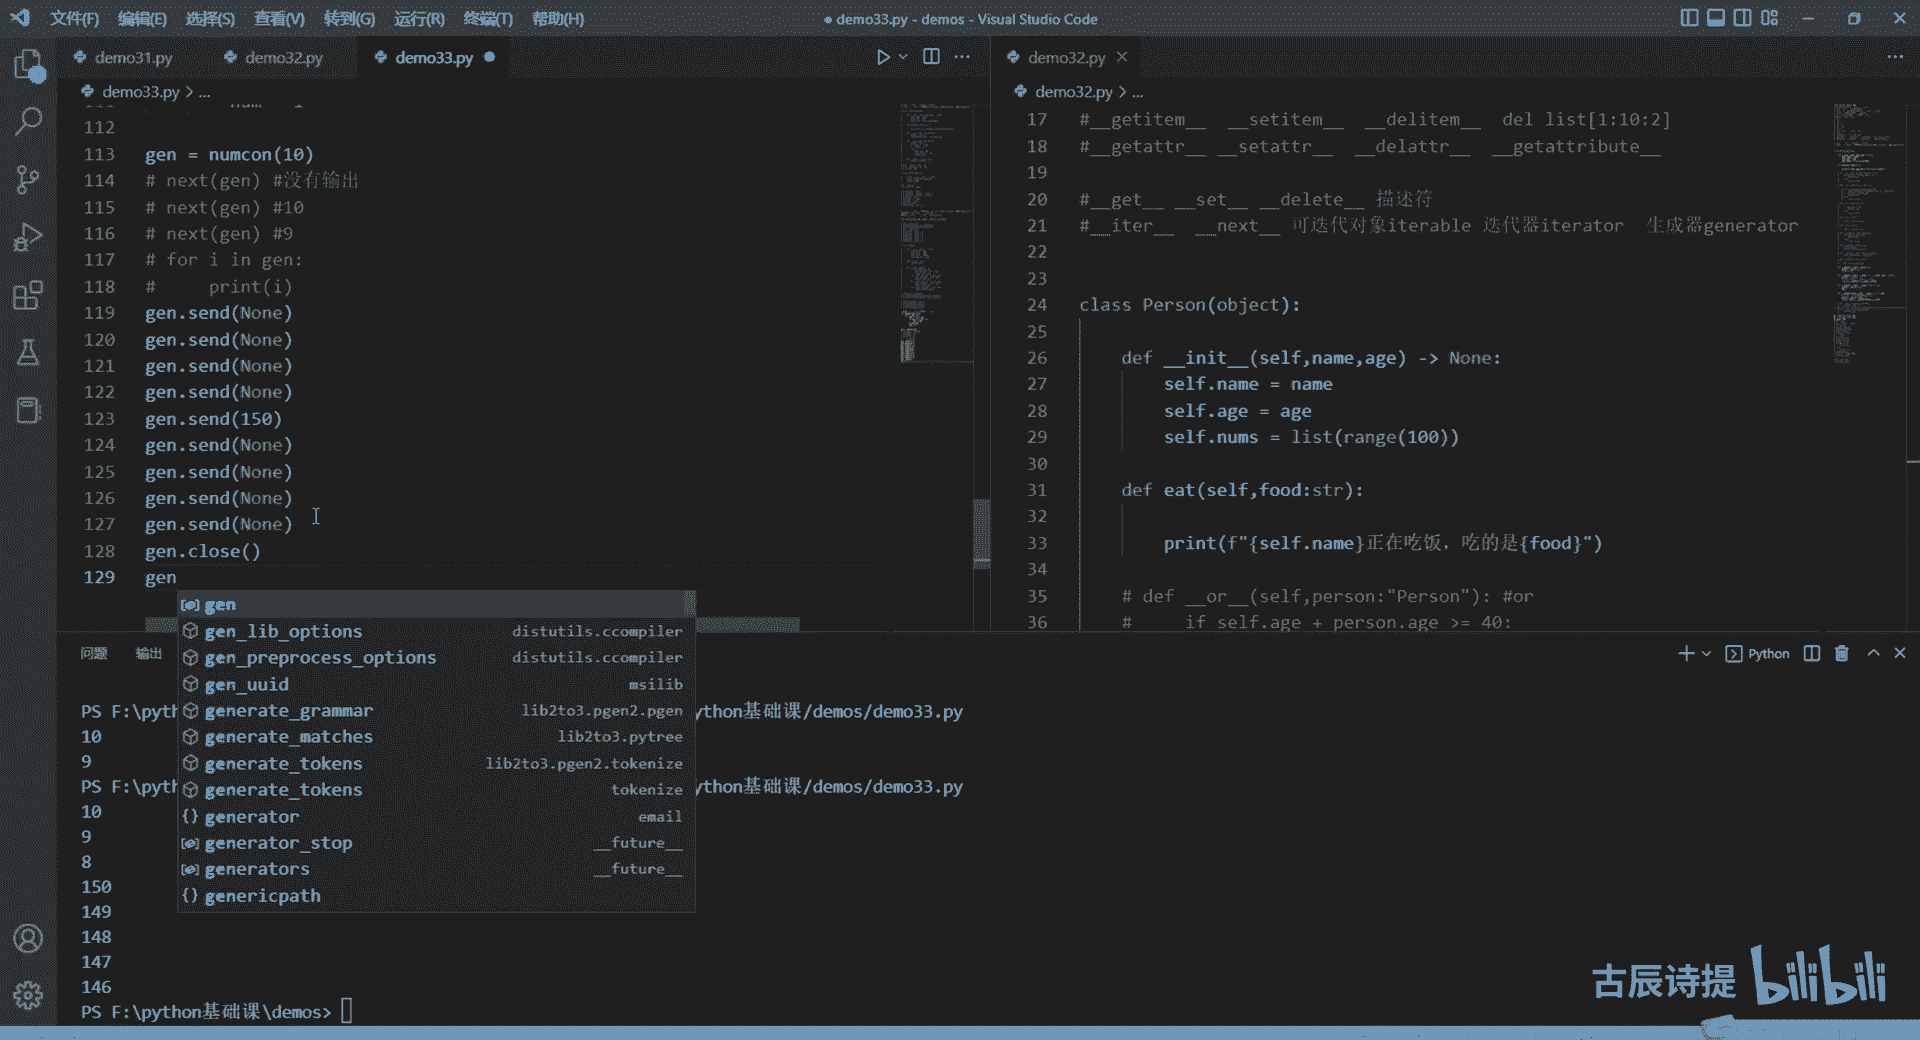 文件(F) 编辑(E) 选择(S) 查看(V) 转到(G) 运行(R) 终端(T) 帮助(H)
● demo33.py - demos - Visual Studio Code
demo31.py demo32.py demo33.py ●
demo33.py > ...
112
113 gen = numcon(10)
114 # next(gen) #没有输出
115 # next(gen) #10
116 # next(gen) #9
117 # for i in gen:
118 #     print(i)
119 gen.send(None)
120 gen.send(None)
121 gen.send(None)
122 gen.send(None)
123 gen.send(150)
124 gen.send(None)
125 gen.send(None)
126 gen.send(None)
127 gen.send(None)
128 gen.close()
129 gen
gen
gen_lib_options distutils.ccompiler
gen_preprocess_options distutils.ccompiler
gen_uuid msilib
generate_grammar lib2to3.pgen2.pgen
generate_matches lib2to3.pytree
generate_tokens lib2to3.pgen2.tokenize
generate_tokens tokenize
generator email
generator_stop __future__
generators __future__
genericpath
demo32.py
demo32.py > ...
17 #__getitem__ __setitem__ __delitem__ del list[1:10:2]
18 #__getattr__ __setattr__ __delattr__ __getattribute__
19
20 #__get__ __set__ __delete__ 描述符
21 #__iter__ __next__ 可迭代对象iterable 迭代器iterator 生成器generator
22
23
24 class Person(object):
25
26 def __init__(self,name,age) -> None:
27 self.name = name
28 self.age = age
29 self.nums = list(range(100))
30
31 def eat(self,food:str):
32
33 print(f"{self.name}正在吃饭，吃的是{food}")
34
35 # def __or__(self,person:"Person"): #or
36 #     if self.age + person.age >= 40:
问题 输出
Python
PS F:\pyth ython基础课/demos/demo33.py
10
9
PS F:\pyth ython基础课/demos/demo33.py
10
9
8
150
149
148
147
146
PS F:\python基础课\demos>
古辰诗提 bilibili